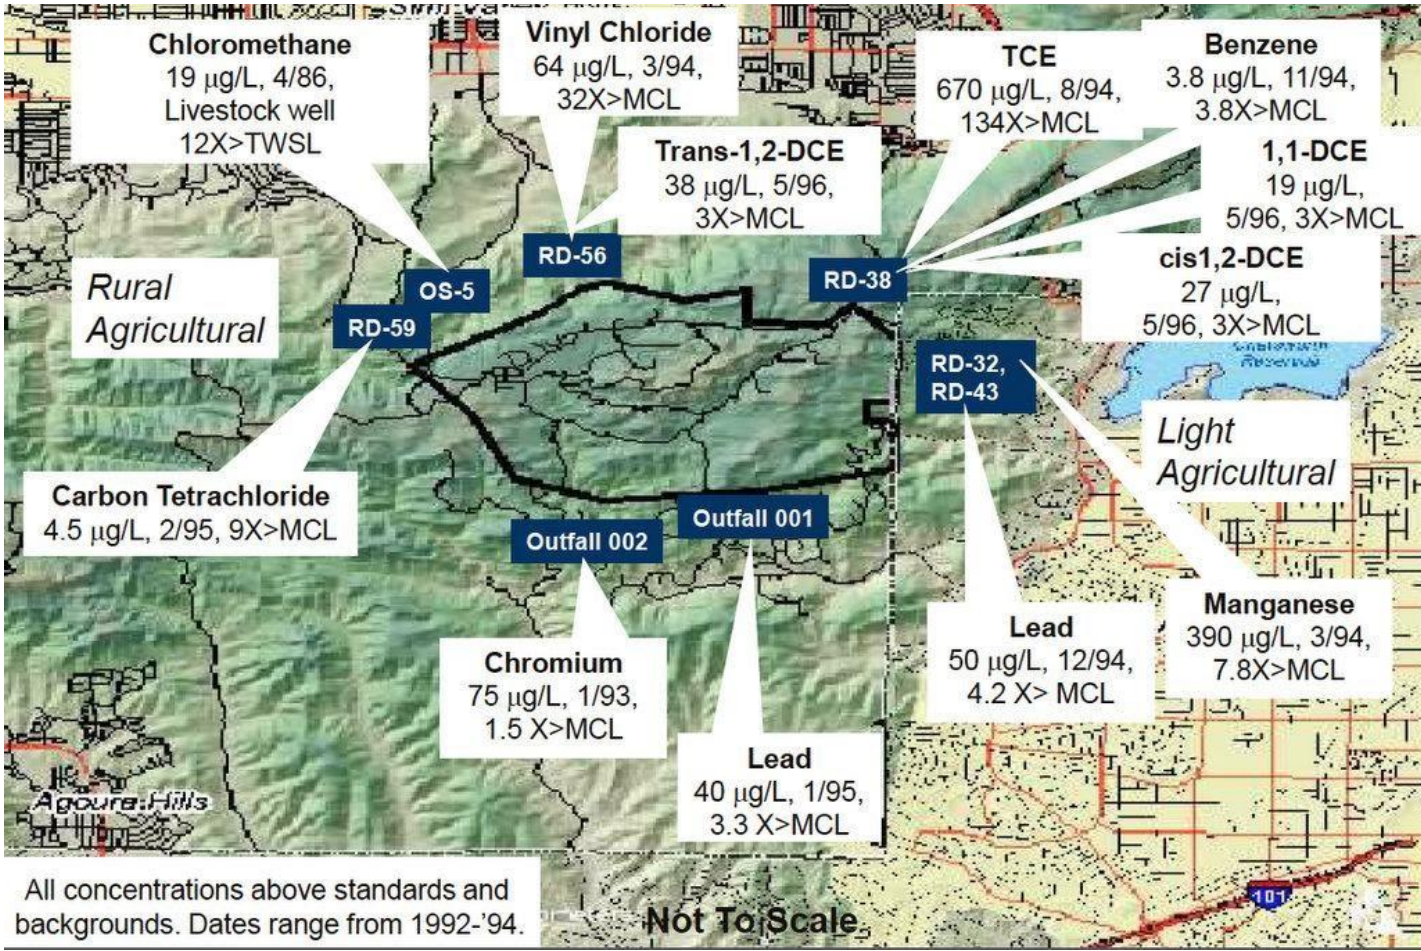 Chloromethane
19 µg/L, 4/86,
Livestock well
12X>TWSL
Vinyl Chloride
64 µg/L, 3/94,
32X>MCL
Trans-1,2-DCE
38 µg/L, 5/96,
3X>MCL
TCE
670 µg/L, 8/94,
134X>MCL
Benzene
3.8 µg/L, 11/94,
3.8X>MCL
1,1-DCE
19 µg/L,
5/96, 3X>MCL
cis1,2-DCE
27 µg/L,
5/96, 3X>MCL
RD-56
RD-38
OS-5
RD-59
Rural
Agricultural
RD-32,
RD-43
Reservoir
Light
Agricultural
Carbon Tetrachloride
4.5 µg/L, 2/95, 9X>MCL
Outfall 002
Outfall 001
Chromium
75 µg/L, 1/93,
1.5 X>MCL
Lead
40 µg/L, 1/95,
3.3 X>MCL
Lead
50 µg/L, 12/94,
4.2 X> MCL
Manganese
390 µg/L, 3/94,
7.8X>MCL
Agoura Hills
101
All concentrations above standards and
backgrounds. Dates range from 1992-'94.
Not To Scale